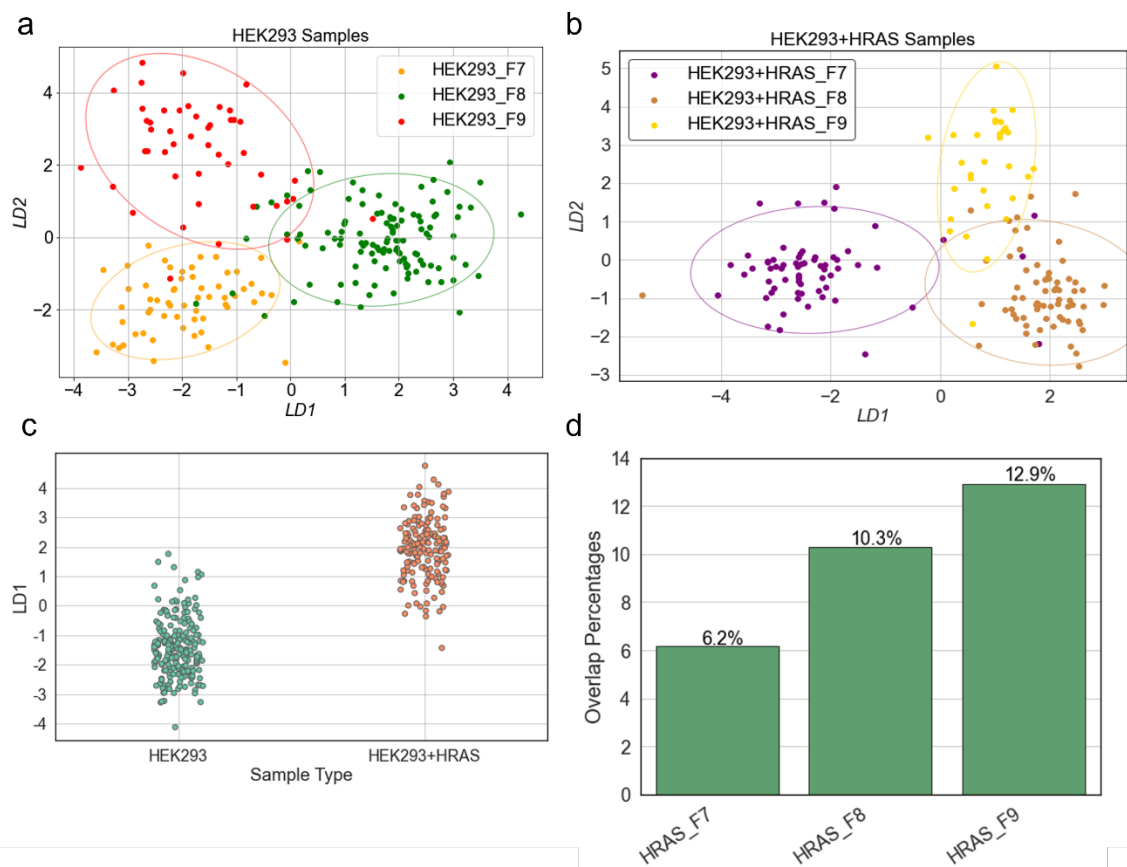 a
HEK293 Samples
HEK293_F7
HEK293_F8
HEK293_F9
LD2
4
2
0
−2
−4 −3 −2 −1 0 1 2 3 4
LD1
b
HEK293+HRAS Samples
HEK293+HRAS_F7
HEK293+HRAS_F8
HEK293+HRAS_F9
LD2
5
4
3
2
1
0
−1
−2
−3
−4 −2 0 2
LD1
c
LD1
4
3
2
1
0
-1
-2
-3
-4
HEK293 HEK293+HRAS
Sample Type
d
Overlap Percentages
14
12
10
8
6
4
2
0
6.2%
10.3%
12.9%
HRAS_F7 HRAS_F8 HRAS_F9